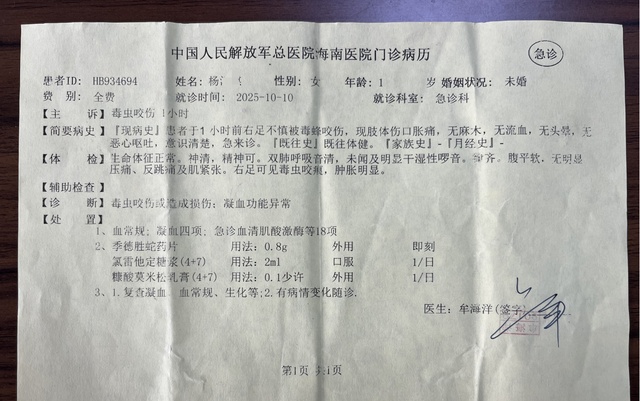 中国人民解放军总医院海南医院门诊病历
急诊
患者ID: HB934694 姓名: 杨 性别: 女 年龄: 1 岁 婚姻状况: 未婚
费 别: 全费 就诊时间: 2025-10-10 就诊科室: 急诊科
【主 诉】毒虫咬伤 1小时
【简要病史】『现病史』患者于1小时前右足不慎被毒蜂咬伤，现肢体伤口胀痛，无麻木，无流血，无头晕，无
恶心呕吐，意识清楚，急来诊。『既往史』既往体健。『家族史』-『月经史』-
【体 检】生命体征正常。神清，精神可。双肺呼吸音清，未闻及明显干湿性啰音。律齐。腹平软，无明显
压痛、反跳痛及肌紧张。右足可见毒虫咬痕，肿胀明显。
【辅助检查】
【诊 断】毒虫咬伤或造成损伤；凝血功能异常
【处 置】
1、血常规；凝血四项；急诊血清肌酸激酶等18项
2、季德胜蛇药片 用法：0.8g 外用 即刻
氯雷他定糖浆(4+7) 用法：2ml 口服 1/日
糠酸莫米松乳膏(4+7) 用法：0.1少许 外用 1/日
3、1.复查凝血、血常规、生化等;2.有病情变化随诊.
医生: 牟海洋(签字)
第1页 共1页